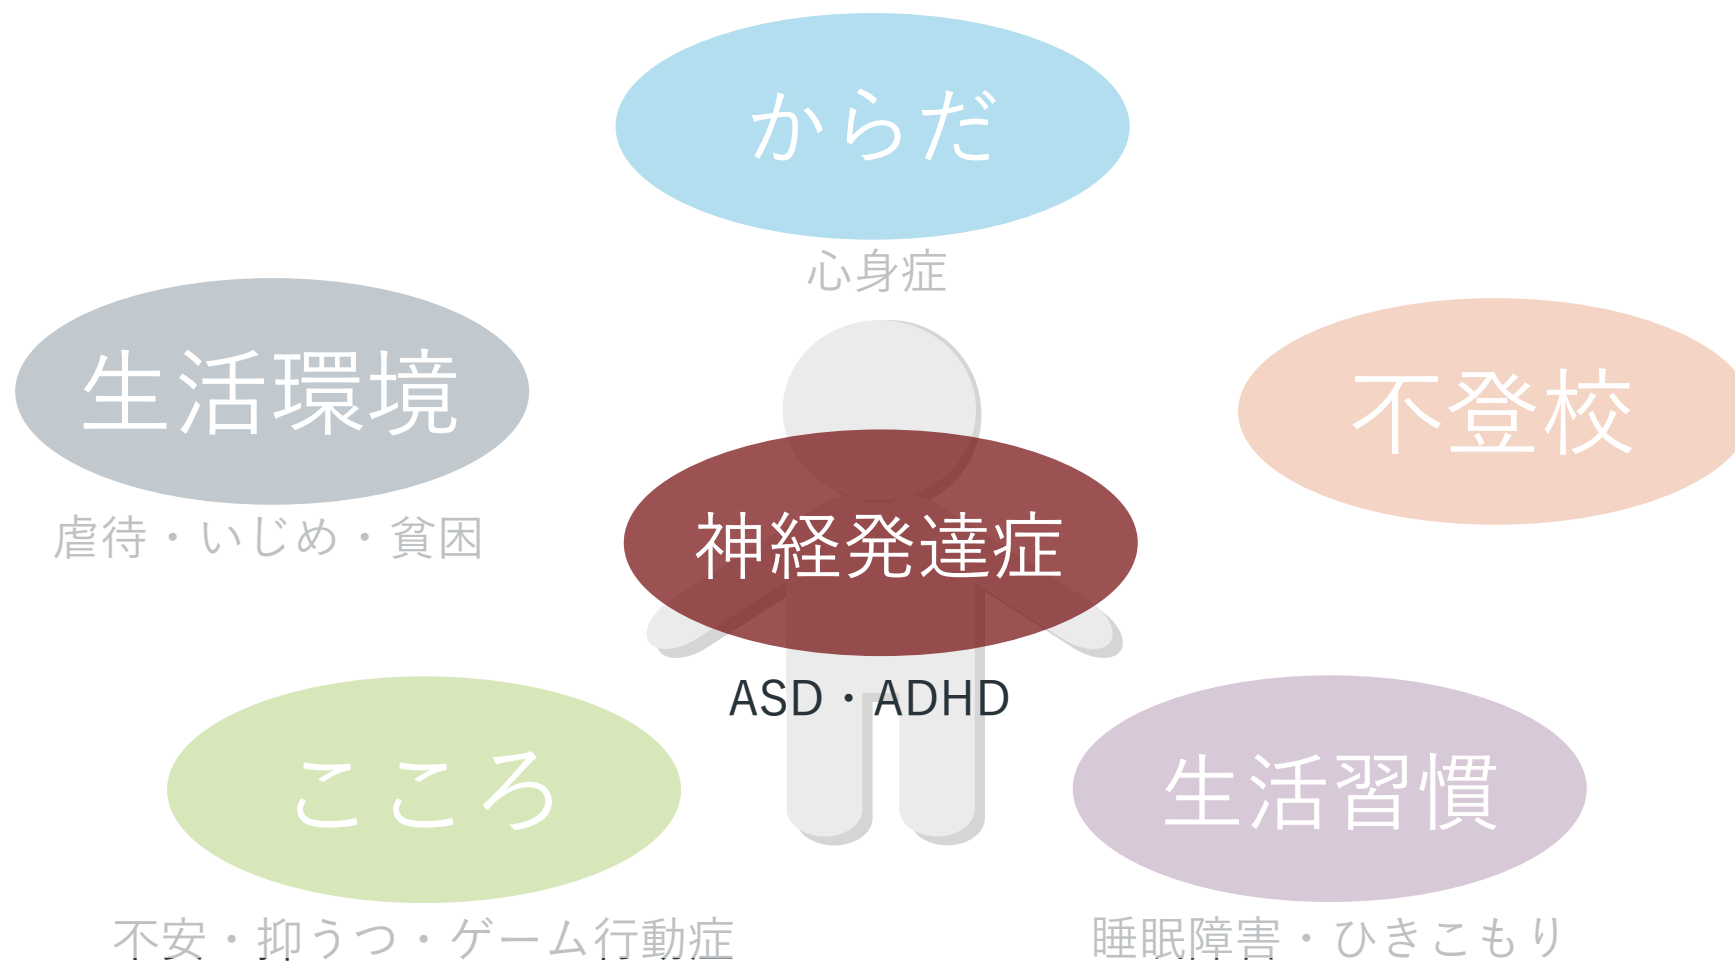 からだ
心身症
生活環境
虐待・いじめ・貧困
不登校
神経発達症
ASD・ADHD
こころ
不安・抑うつ・ゲーム行動症
生活習慣
睡眠障害・ひきこもり